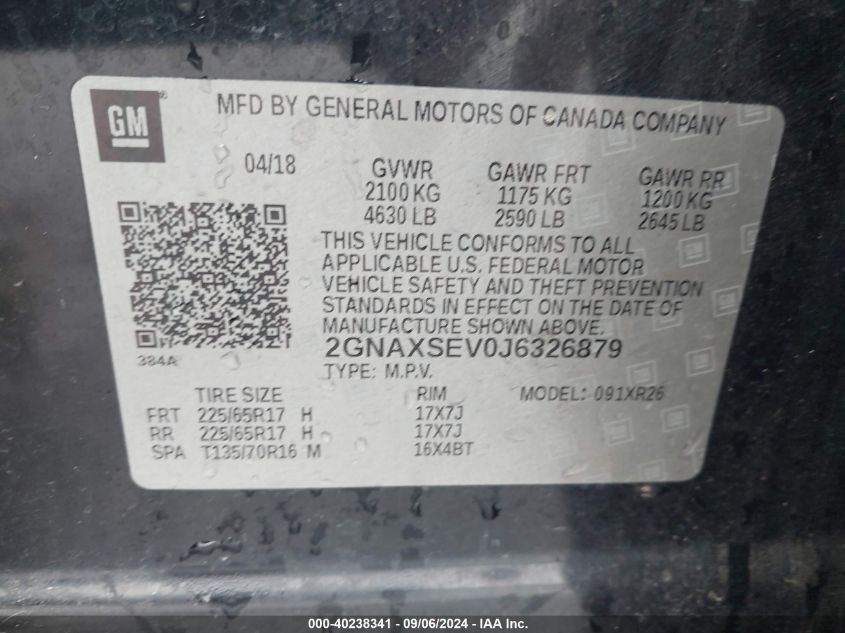 GM
MFD BY GENERAL MOTORS OF CANADA COMPANY
04/18
GVWR GAWR FRT GAWR RR
2100 KG 1175 KG 1200 KG
4630 LB 2590 LB 2645 LB
THIS VEHICLE CONFORMS TO ALL
APPLICABLE U.S. FEDERAL MOTOR
VEHICLE SAFETY AND THEFT PREVENTION
STANDARDS IN EFFECT ON THE DATE OF
MANUFACTURE SHOWN ABOVE.
2GNAXSEV0J6326879
384A
TYPE: M.P.V.
TIRE SIZE RIM MODEL: 091XR26
FRT 225/65R17 H 17X7J
RR 225/65R17 H 17X7J
SPA T135/70R16 M 16X4BT
000-40238341 - 09/06/2024 - IAA Inc.